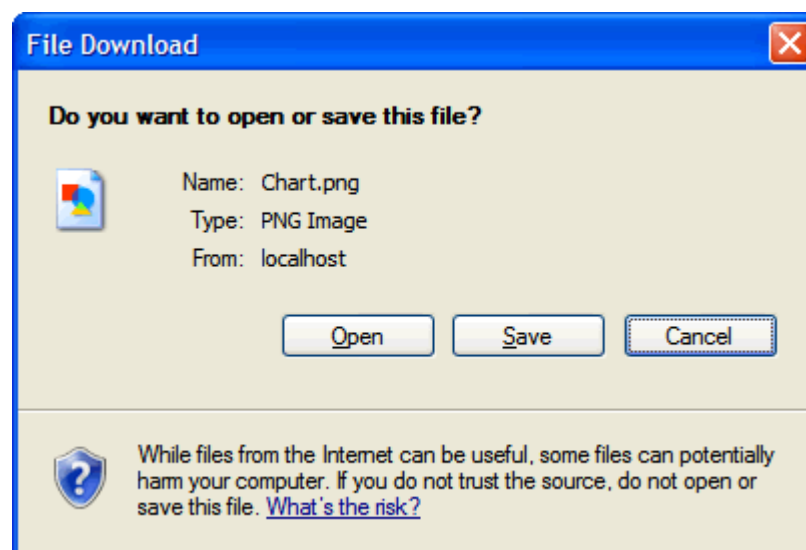 File Download
Do you want to open or save this file?
Name: Chart.png
Type: PNG Image
From: localhost
Open Save Cancel
While files from the Internet can be useful, some files can potentially
harm your computer. If you do not trust the source, do not open or
save this file. What's the risk?